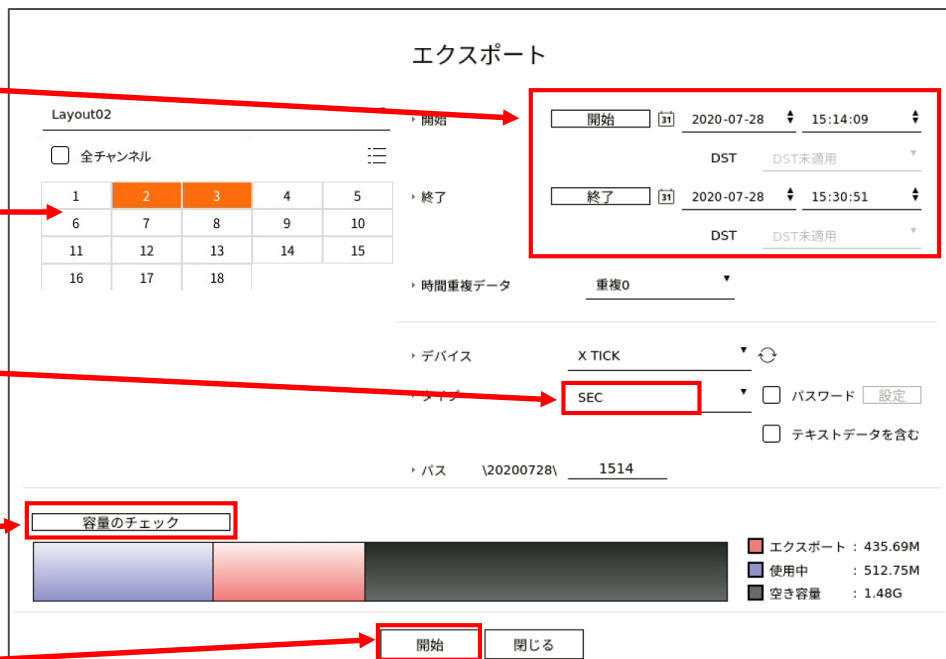 エクスポート
Layout02
全チャンネル
1 2 3 4 5
6 7 8 9 10
11 12 13 14 15
16 17 18
開始 開始 31 2020-07-28 15:14:09
DST DST未適用
終了 終了 31 2020-07-28 15:30:51
DST DST未適用
時間重複データ 重複0
デバイス X TICK
タイプ SEC パスワード 設定
テキストデータを含む
パス \20200728\ 1514
容量のチェック
エクスポート : 435.69M
使用中 : 512.75M
空き容量 : 1.48G
開始 閉じる